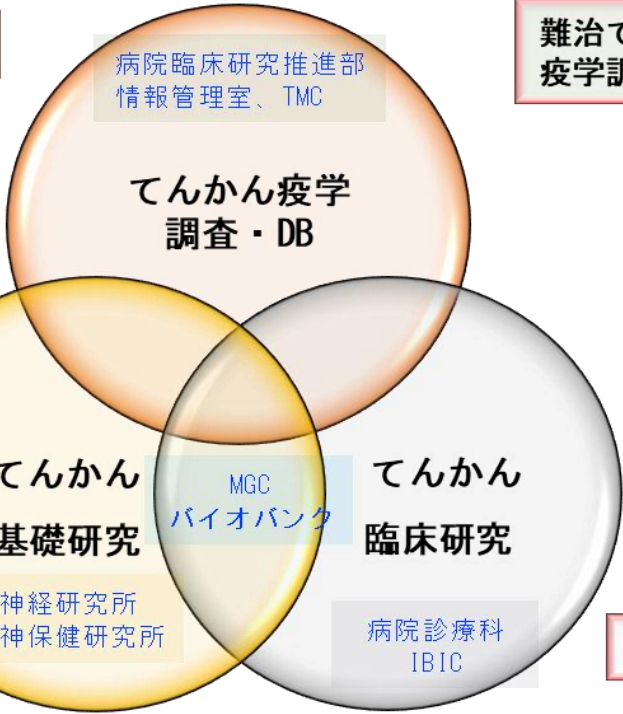 病院臨床研究推進部
情報管理室、TMC
難治て
疫学調
てんかん疫学
調査・DB
てんかん
基礎研究
MGC
バイオバンク
てんかん
臨床研究
神経研究所
神保健研究所
病院診療科
IBIC